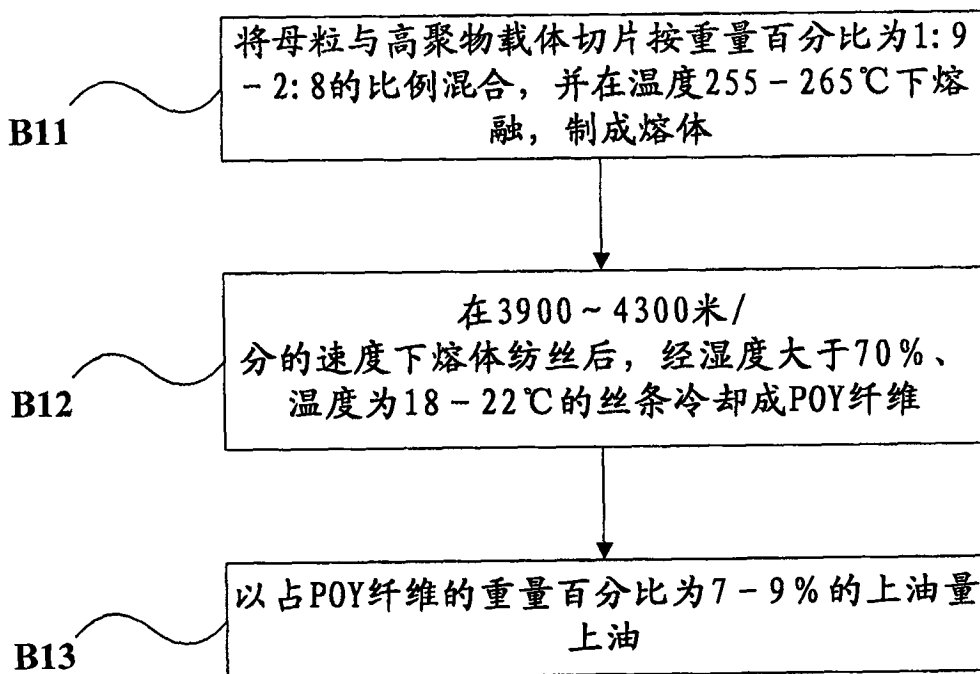 将母粒与高聚物载体切片按重量百分比为1:9
-2:8的比例混合，并在温度255-265℃下熔
融，制成熔体
B11
在3900~4300米/
分的速度下熔体纺丝后，经湿度大于70%、
温度为18-22℃的丝条冷却成POY纤维
B12
以占POY纤维的重量百分比为7-9%的上油量
上油
B13